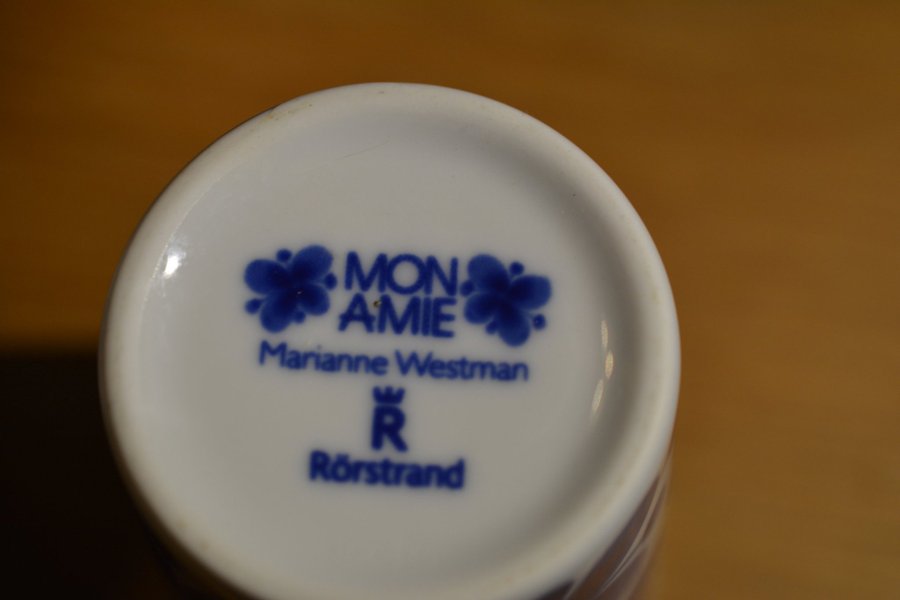 MON
AMIE
Marianne Westman
R
Rörstrand